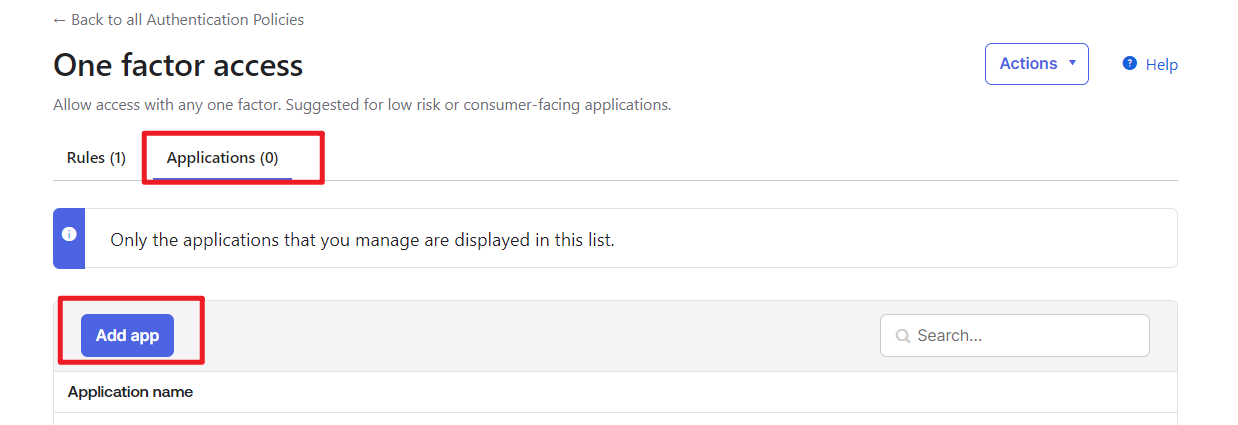 ← Back to all Authentication Policies
One factor access
Actions
Help
Allow access with any one factor. Suggested for low risk or consumer-facing applications.
Rules (1)
Applications (0)
Only the applications that you manage are displayed in this list.
Add app
Search...
Application name